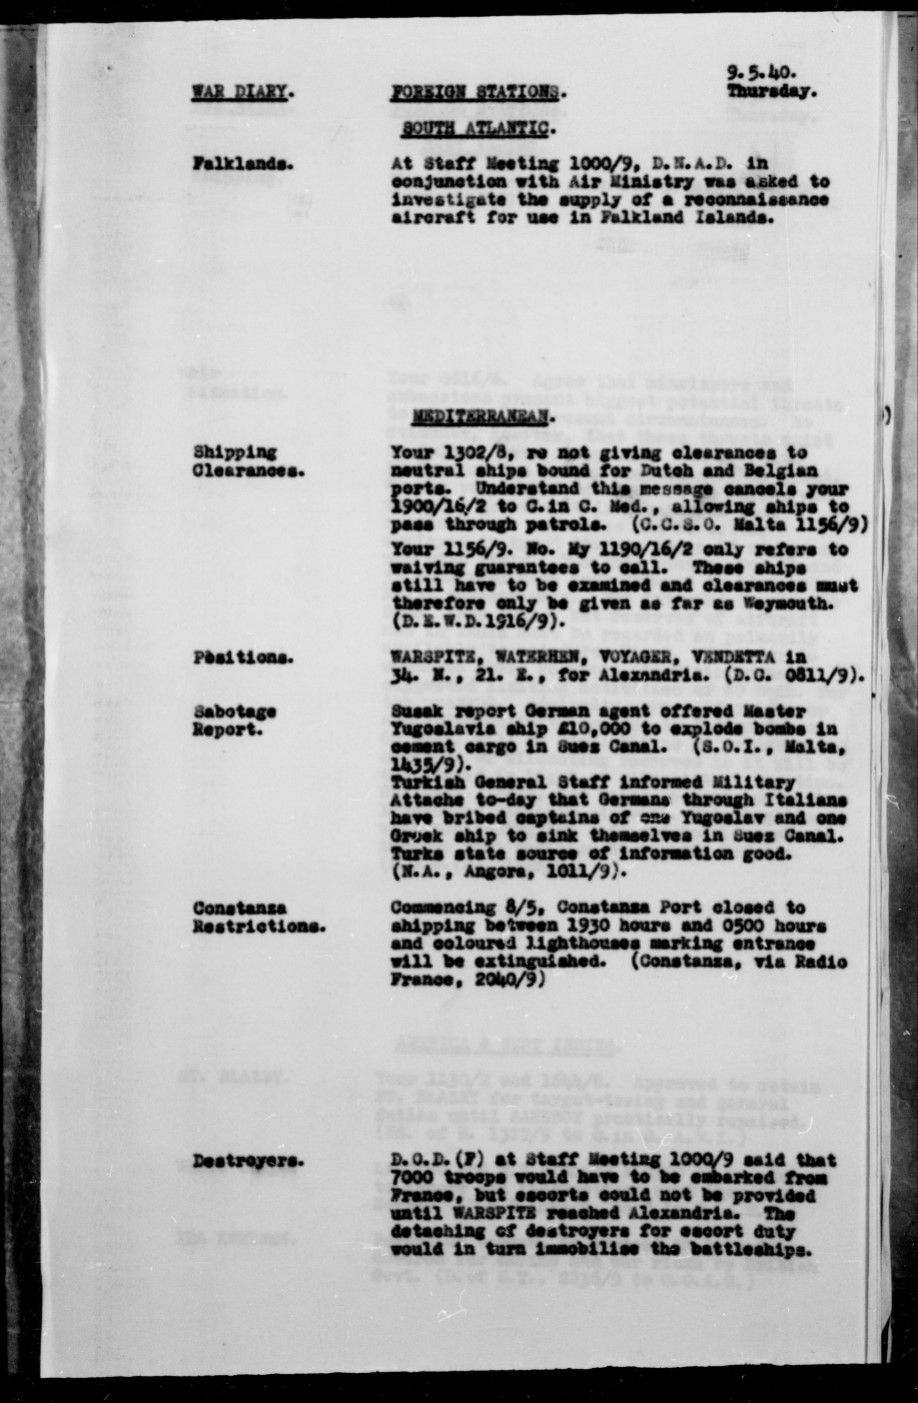 9.5.40.
WAR DIARY. FOREIGN STATIONS. Thursday.
SOUTH ATLANTIC.
Falklands. At Staff Meeting 1000/9, D.N.A.D. in
conjunction with Air Ministry was asked to
investigate the supply of a reconnaissance
aircraft for use in Falkland Islands.
MEDITERRANEAN.
Shipping Your 1302/8, re not giving clearances to
Clearances. neutral ships bound for Dutch and Belgian
ports. Understand this message cancels your
1900/16/2 to C.in C. Med., allowing ships to
pass through patrols. (C.C.S.O. Malta 1156/9)
Your 1156/9. No. My 1190/16/2 only refers to
waiving guarantees to call. These ships
still have to be examined and clearances must
therefore only be given as far as Weymouth.
(D.E.W.D.1916/9).
Positions. WARSPITE, WATERHEN, VOYAGER, VENDETTA in
34. N., 21. E., for Alexandria. (D.C. 0811/9).
Sabotage Susak report German agent offered Master
Report. Yugoslavia ship £10,000 to explode bombs in
cement cargo in Suez Canal. (S.O.I., Malta,
1435/9).
Turkish General Staff informed Military
Attache to-day that Germans through Italians
have bribed captains of one Yugoslav and one
Greek ship to sink themselves in Suez Canal.
Turks state source of information good.
(N.A., Angora, 1011/9).
Constanza Commencing 8/5, Constanza Port closed to
Restrictions. shipping between 1930 hours and 0500 hours
and coloured lighthouses marking entrance
will be extinguished. (Constanza, via Radio
France, 2040/9)
AMERICA & WEST INDIES.
Destroyers. D.O.D.(F) at Staff Meeting 1000/9 said that
7000 troops would have to be embarked from
France, but escorts could not be provided
until WARSPITE reached Alexandria. The
detaching of destroyers for escort duty
would in turn immobilise the battleships.